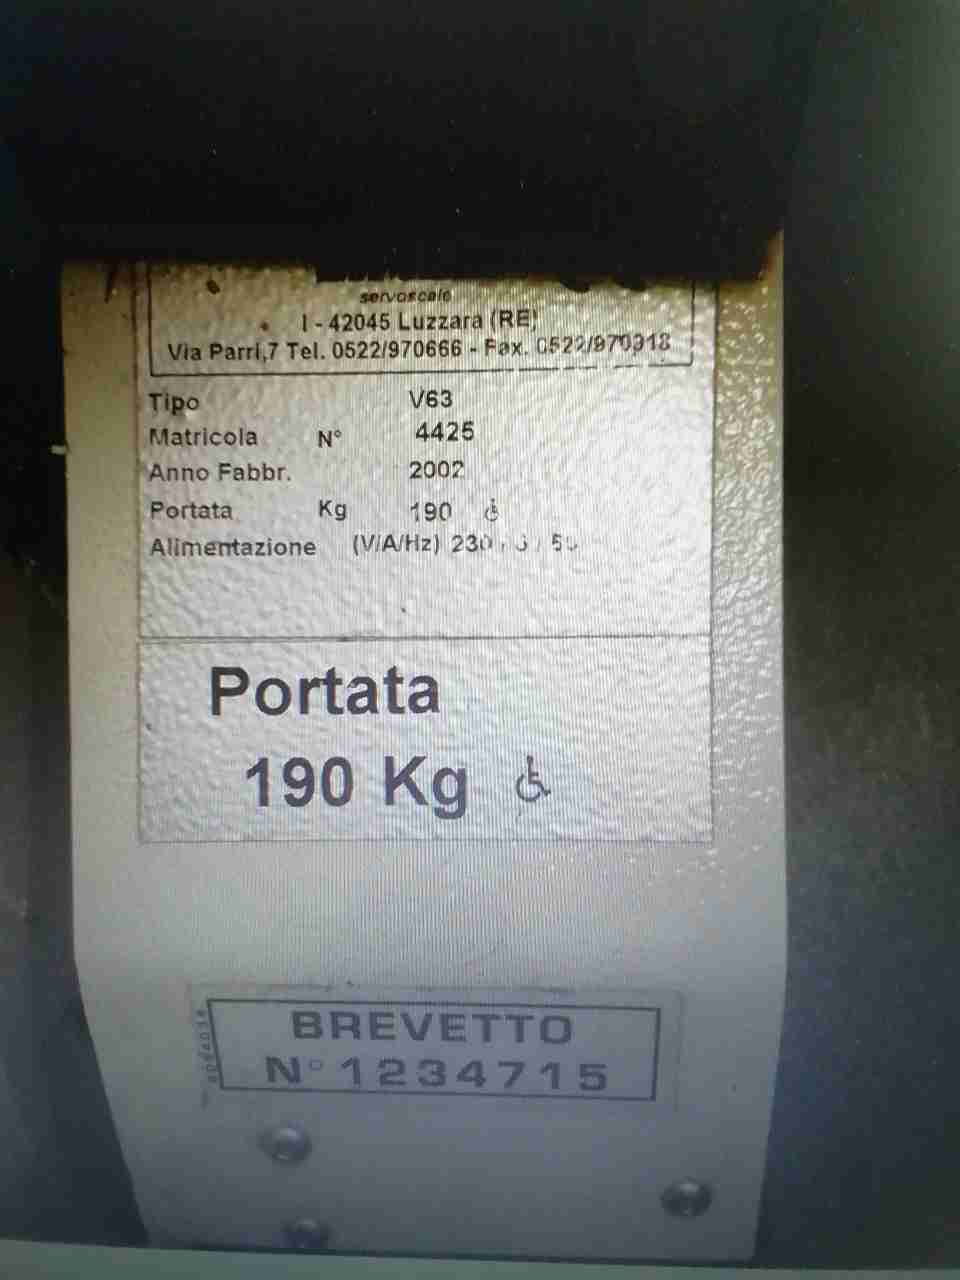 servoscale
I - 42045 Luzzara (RE)
Via Parri,7 Tel. 0522/970666 - Fax. 0522/970918
Tipo V63
Matricola N° 4425
Anno Fabbr. 2002
Portata Kg 190
Alimentazione (V/A/Hz) 230
Portata
190 Kg
BREVETTO
N° 1234715